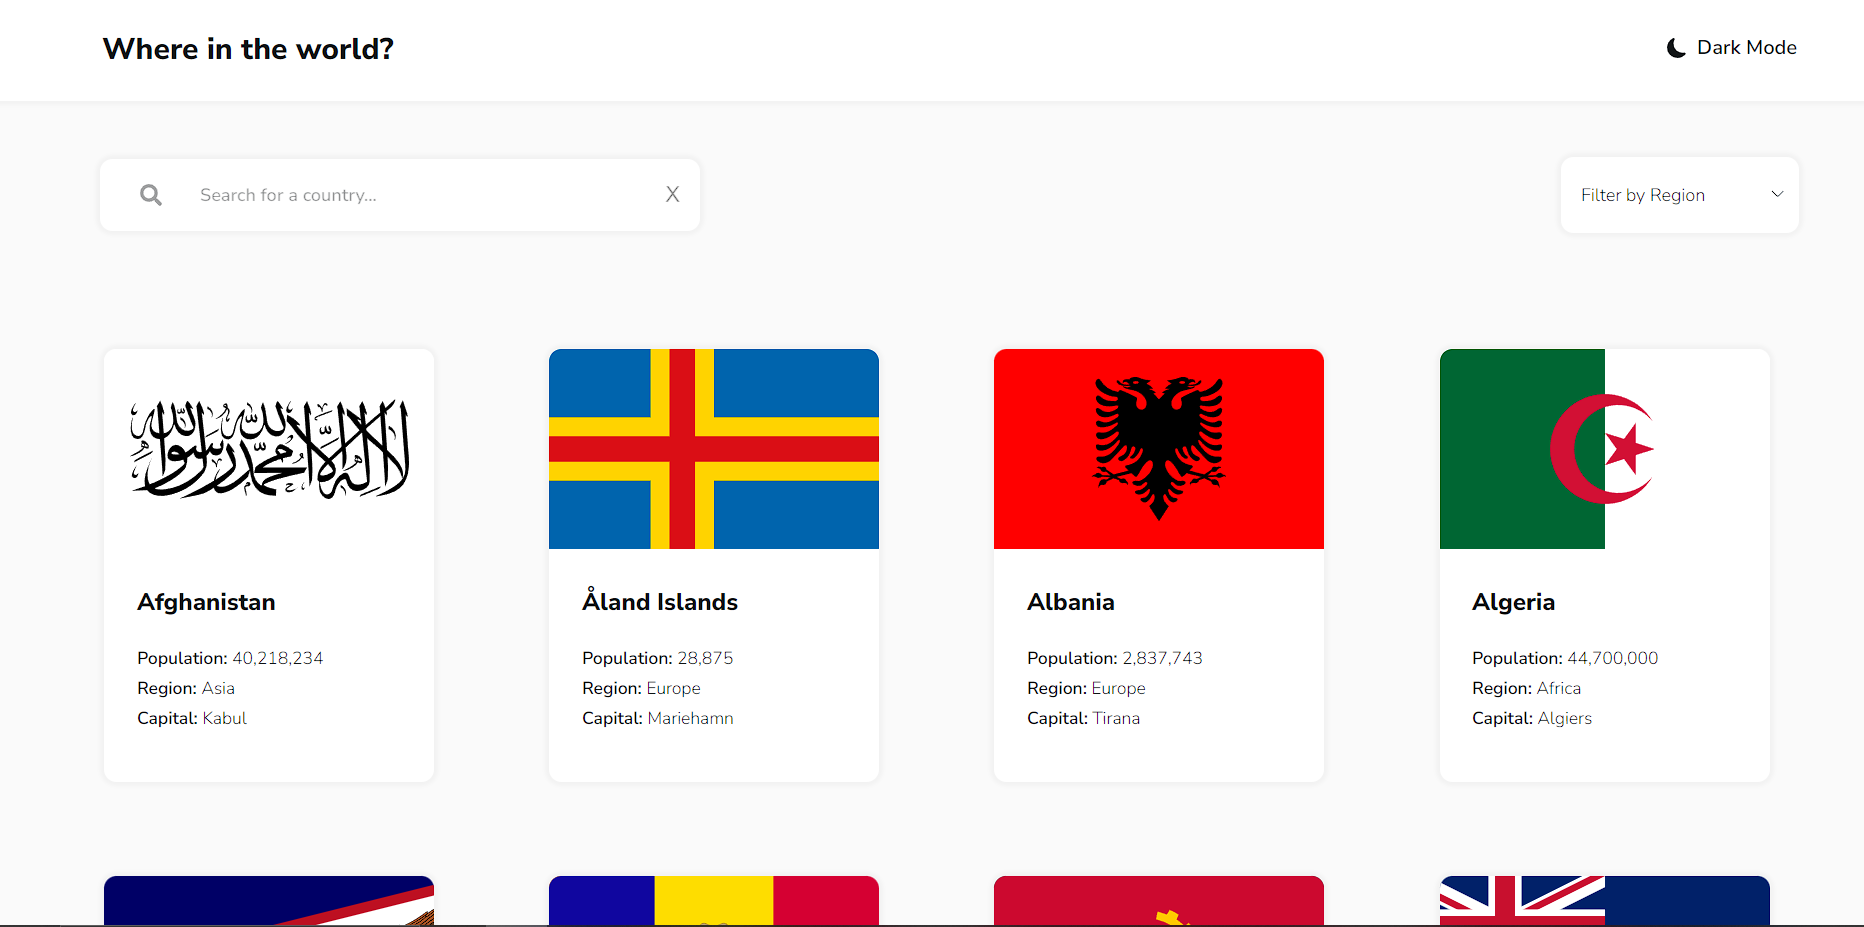 Where in the world?
Dark Mode
Search for a country...
X
Filter by Region
لا إله إلا الله محمد رسول الله
Afghanistan
Population: 40,218,234
Region: Asia
Capital: Kabul
Åland Islands
Population: 28,875
Region: Europe
Capital: Mariehamn
Albania
Population: 2,837,743
Region: Europe
Capital: Tirana
Algeria
Population: 44,700,000
Region: Africa
Capital: Algiers